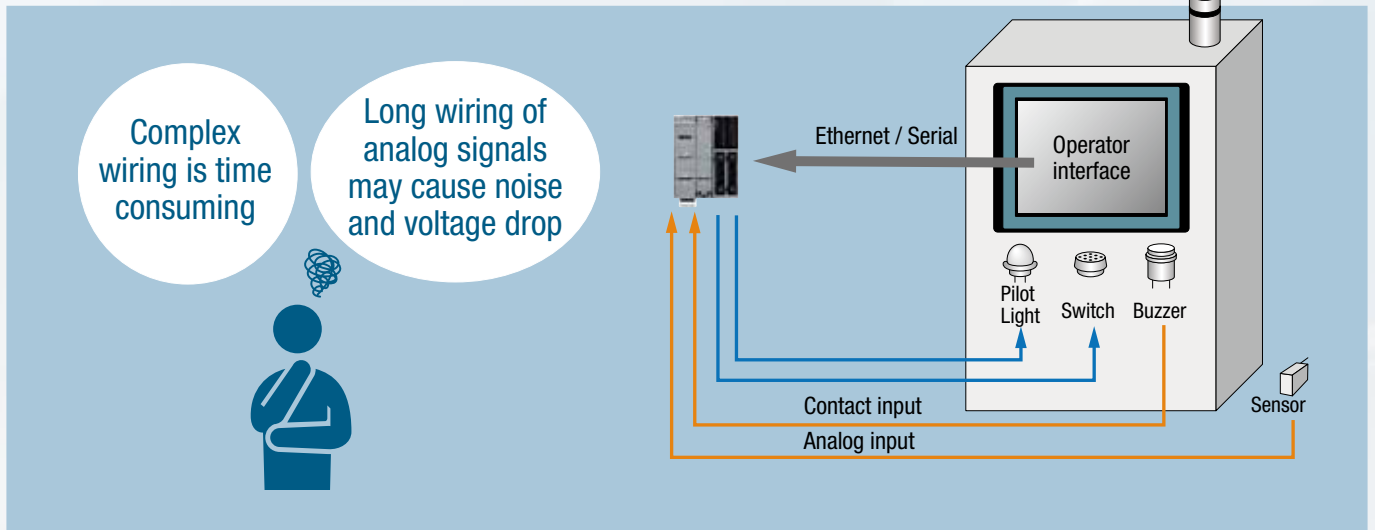 Complex
wiring is time
consuming
Long wiring of
analog signals
may cause noise
and voltage drop
Ethernet / Serial
Operator
interface
Pilot
Light
Switch
Buzzer
Contact input
Analog input
Sensor